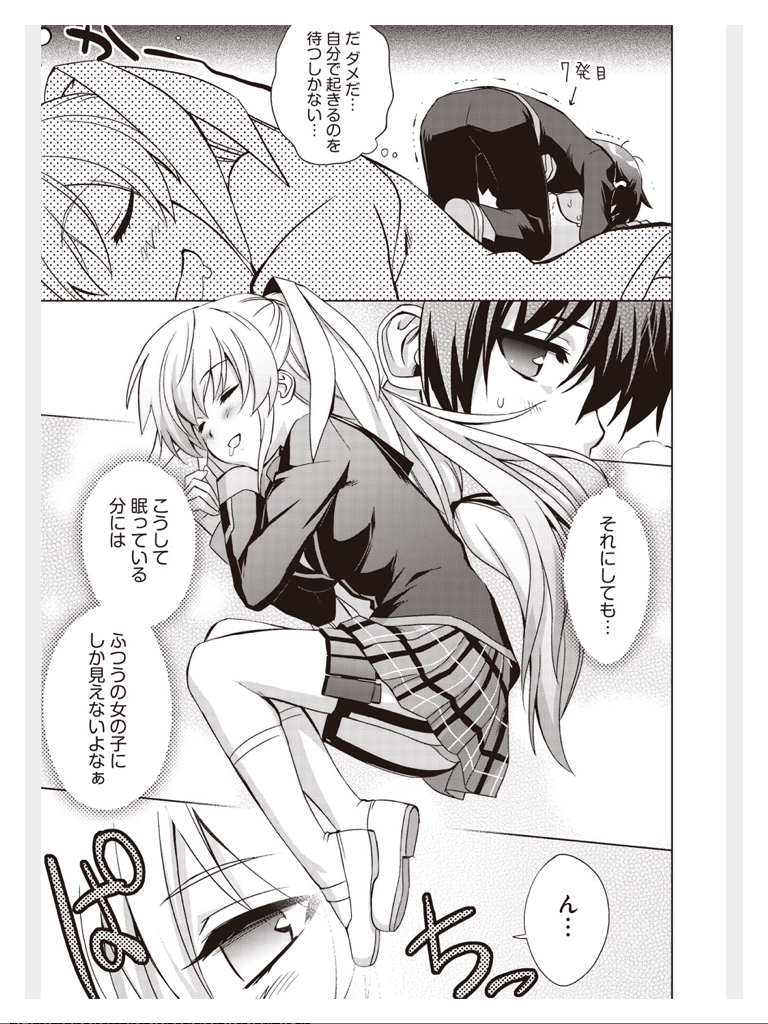 7発目
だ ダメだ…
自分で起きるのを
待つしかない…
かー
それにしても…
こうして
眠っている
分には
ふつうの女の子に
しか見えないよなぁ
ん…
ぱちっ